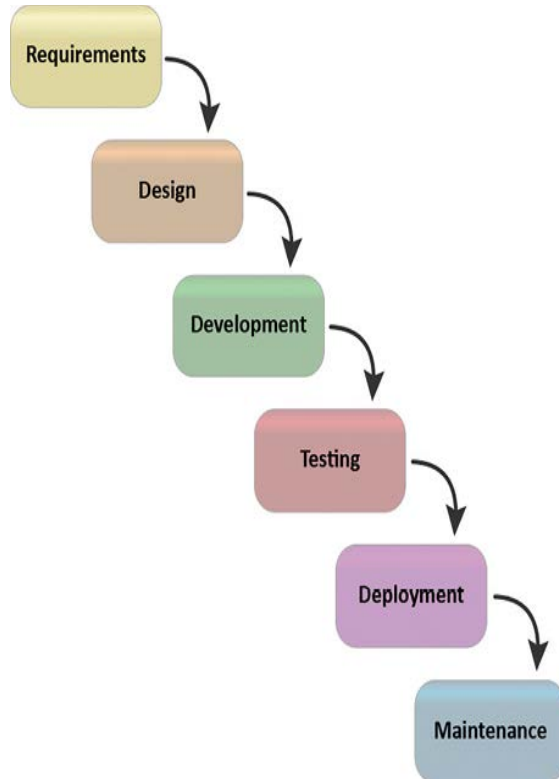 Requirements
Design
Development
Testing
Deployment
Maintenance